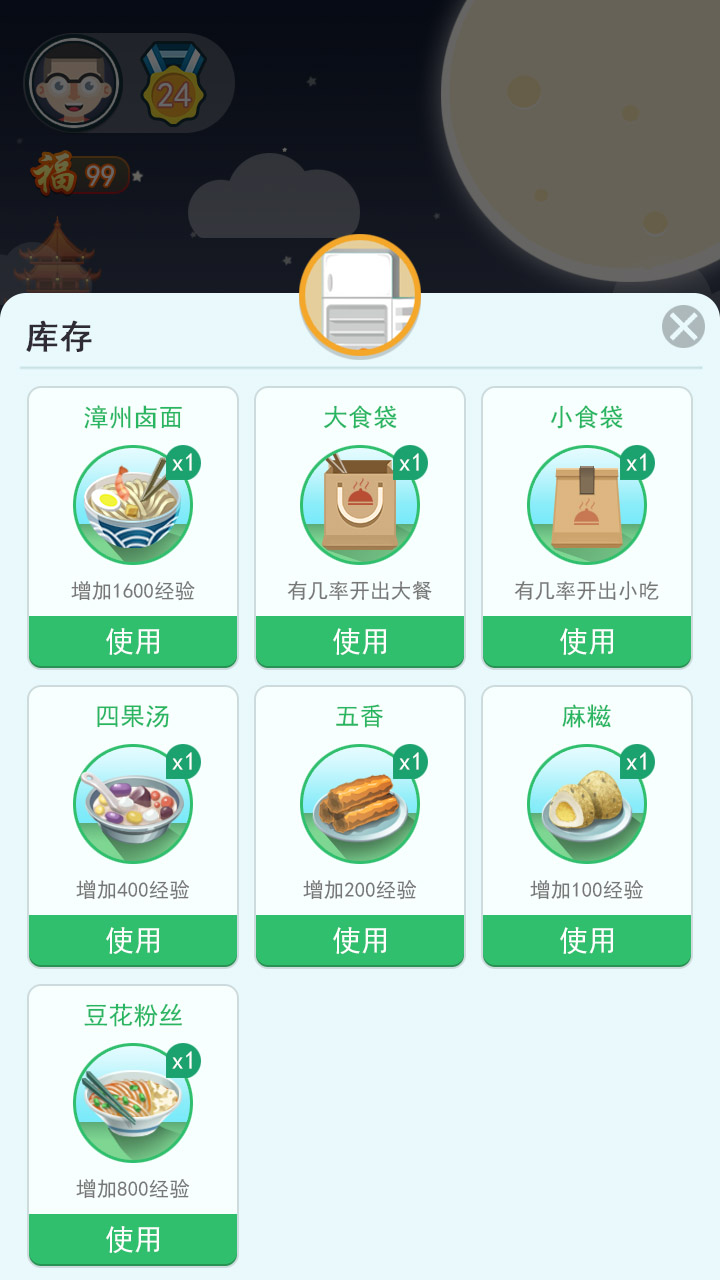 24
福 99
库存
漳州卤面
x1
增加1600经验
使用
大食袋
x1
有几率开出大餐
使用
小食袋
x1
有几率开出小吃
使用
四果汤
x1
增加400经验
使用
五香
x1
增加200经验
使用
麻糍
x1
增加100经验
使用
豆花粉丝
x1
增加800经验
使用